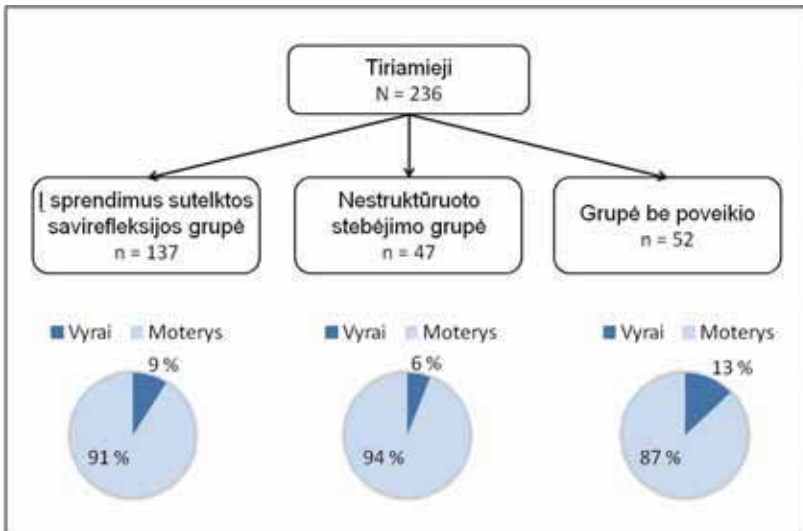 Tiriamieji
N = 236
Į sprendimus sutelktos
savirefleksijos grupė
n = 137
Nestruktūruoto
stebėjimo grupė
n = 47
Grupė be poveikio
n = 52
Vyrai Moterys
9 %
91 %
Vyrai Moterys
6 %
94 %
Vyrai Moterys
13 %
87 %